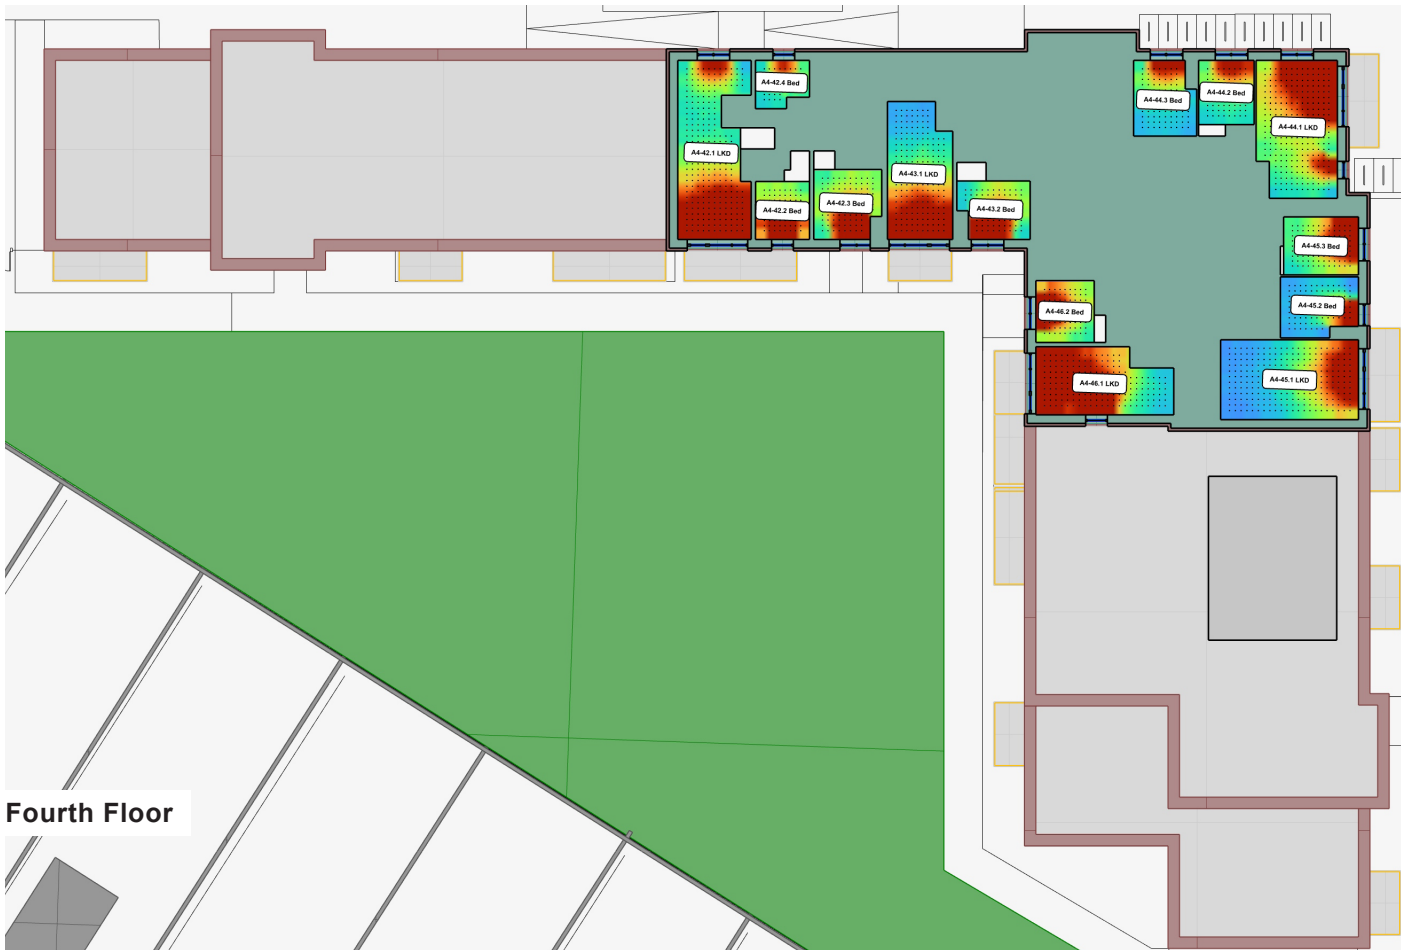 A4-42.4 Bed
A4-44.3 Bed
A4-44.2 Bed
A4-44.1 LKD
A4-42.1 LKD
A4-43.1 LKD
A4-42.2 Bed
A4-42.3 Bed
A4-43.2 Bed
A4-45.3 Bed
A4-46.2 Bed
A4-45.2 Bed
A4-46.1 LKD
A4-45.1 LKD
Fourth Floor